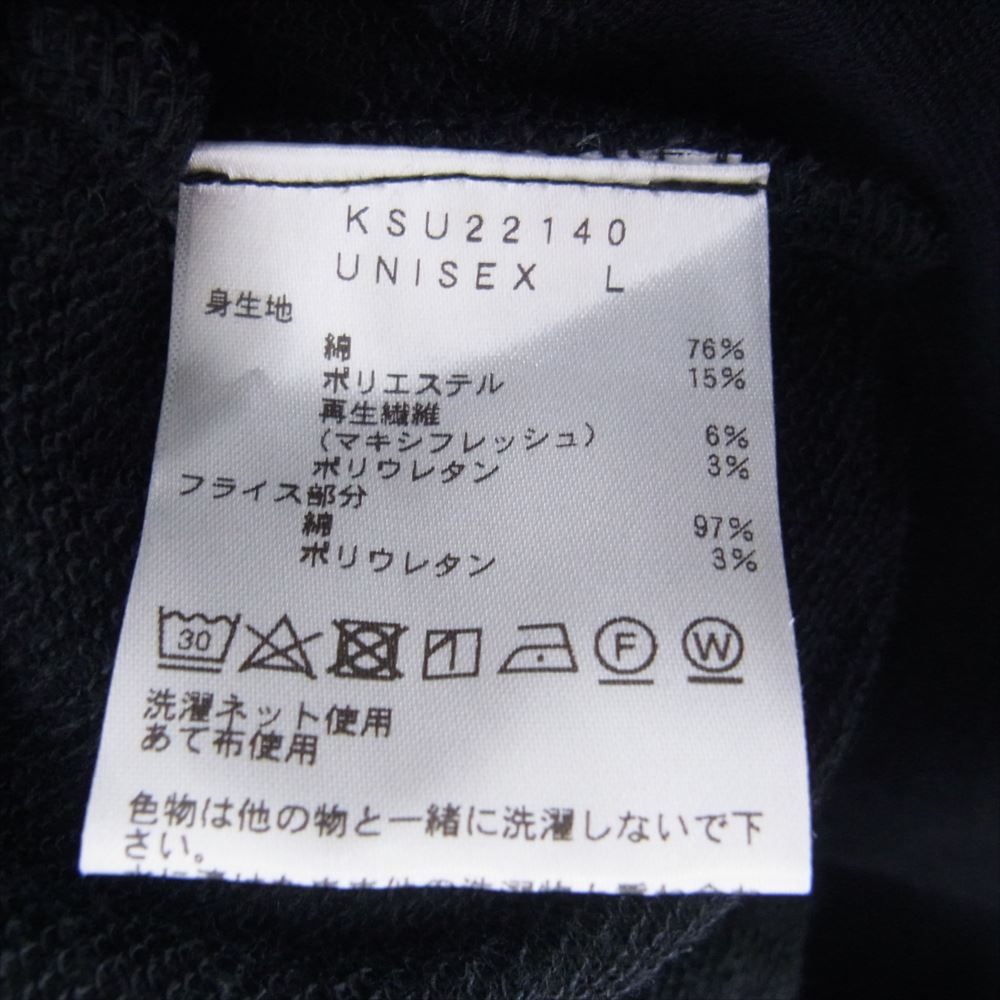 KSU22140
UNISEX L
身生地
綿 76%
ポリエステル 15%
再生繊維
(マキシフレッシュ) 6%
ポリウレタン 3%
フライス部分
綿 97%
ポリウレタン 3%
30
F W
洗濯ネット使用
あて布使用
色物は他の物と一緒に洗濯しないで下
さい。